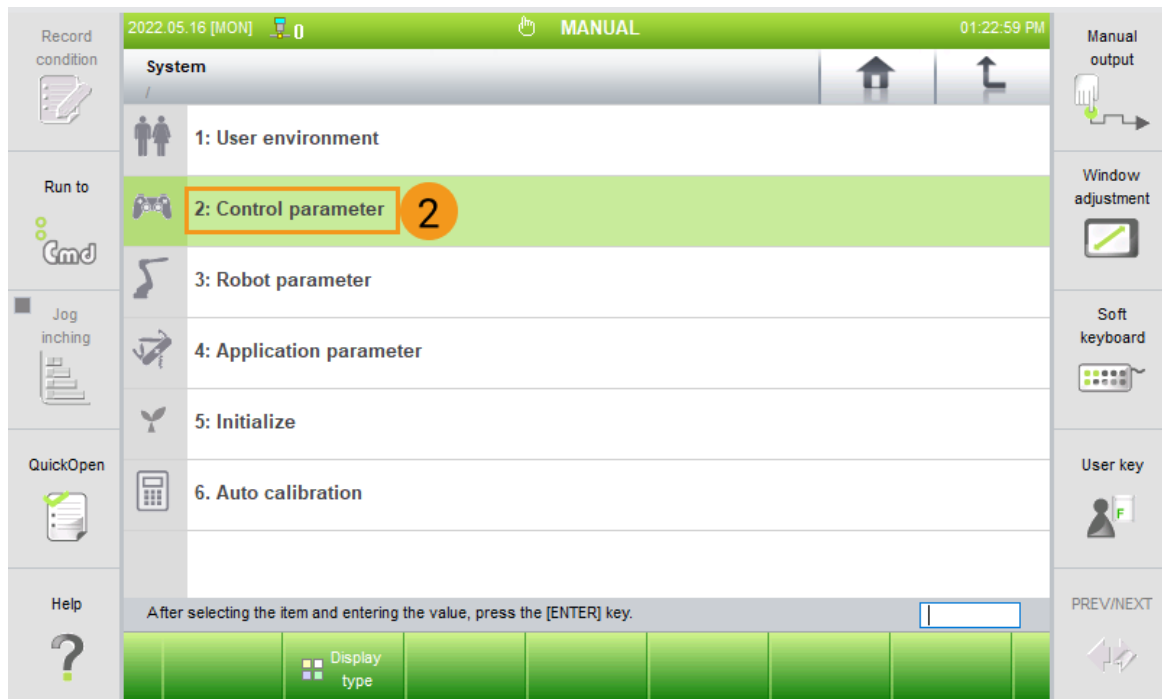 Record
condition
Run to
Cmd
Jog
inching
QuickOpen
Help
2022.05.16 [MON] 0 MANUAL 01:22:59 PM
System
/
1: User environment
2: Control parameter 2
3: Robot parameter
4: Application parameter
5: Initialize
6. Auto calibration
After selecting the item and entering the value, press the [ENTER] key.
Display
type
Manual
output
Window
adjustment
Soft
keyboard
User key
F
PREV/NEXT